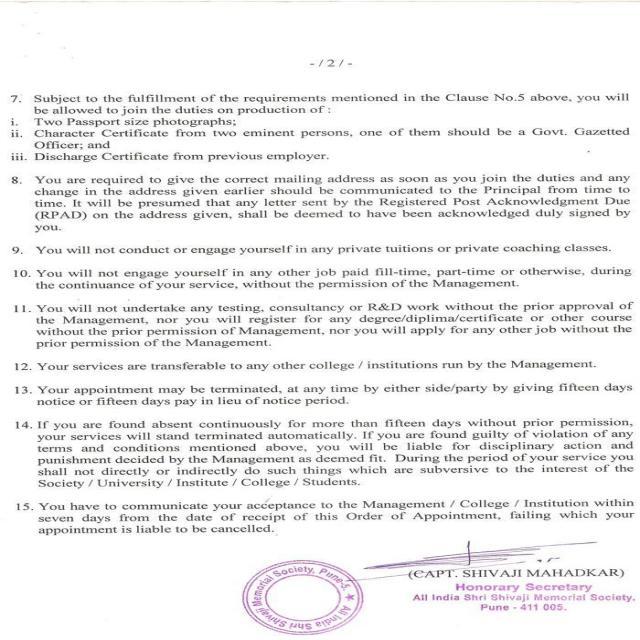 -/2/-
7. Subject to the fulfillment of the requirements mentioned in the Clause No.5 above, you will
be allowed to join the duties on production of :
i. Two Passport size photographs;
ii. Character Certificate from two eminent persons, one of them should be a Govt. Gazetted
Officer; and
iii. Discharge Certificate from previous employer.
8. You are required to give the correct mailing address as soon as you join the duties and any
change in the address given earlier should be communicated to the Principal from time to
time. It will be presumed that any letter sent by the Registered Post Acknowledgment Due
(RPAD) on the address given, shall be deemed to have been acknowledged duly signed by
you.
9. You will not conduct or engage yourself in any private tuitions or private coaching classes.
10. You will not engage yourself in any other job paid fill-time, part-time or otherwise, during
the continuance of your service, without the permission of the Management.
11. You will not undertake any testing, consultancy or R&D work without the prior approval of
the Management, nor you will register for any degree/diploma/certificate or other course
without the prior permission of Management, nor you will apply for any other job without the
prior permission of the Management.
12. Your services are transferable to any other college / institutions run by the Management.
13. Your appointment may be terminated, at any time by either side/party by giving fifteen days
notice or fifteen days pay in lieu of notice period.
14. If you are found absent continuously for more than fifteen days without prior permission,
your services will stand terminated automatically. If you are found guilty of violation of any
terms and conditions mentioned above, you will be liable for disciplinary action and
punishment decided by the Management as deemed fit. During the period of your service you
shall not directly or indirectly do such things which are subversive to the interest of the
Society / University / Institute / College / Students.
15. You have to communicate your acceptance to the Management / College / Institution within
seven days from the date of receipt of this Order of Appointment, failing which your
appointment is liable to be cancelled.
All India Shri Shivaji Memorial Society, Pune-5.
(CAPT. SHIVAJI MAHADKAR)
Honorary Secretary
All India Shri Shivaji Memorial Society,
Pune - 411 005.